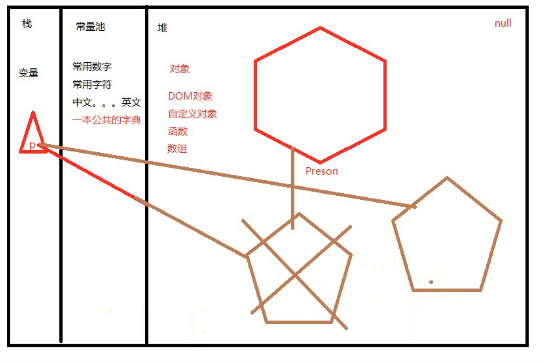 栈
常量池
堆
null
变量
常用数字
常用字符
中文。。。英文
一本公共的字典
对象
DOM对象
自定义对象
函数
数组
p
Preson